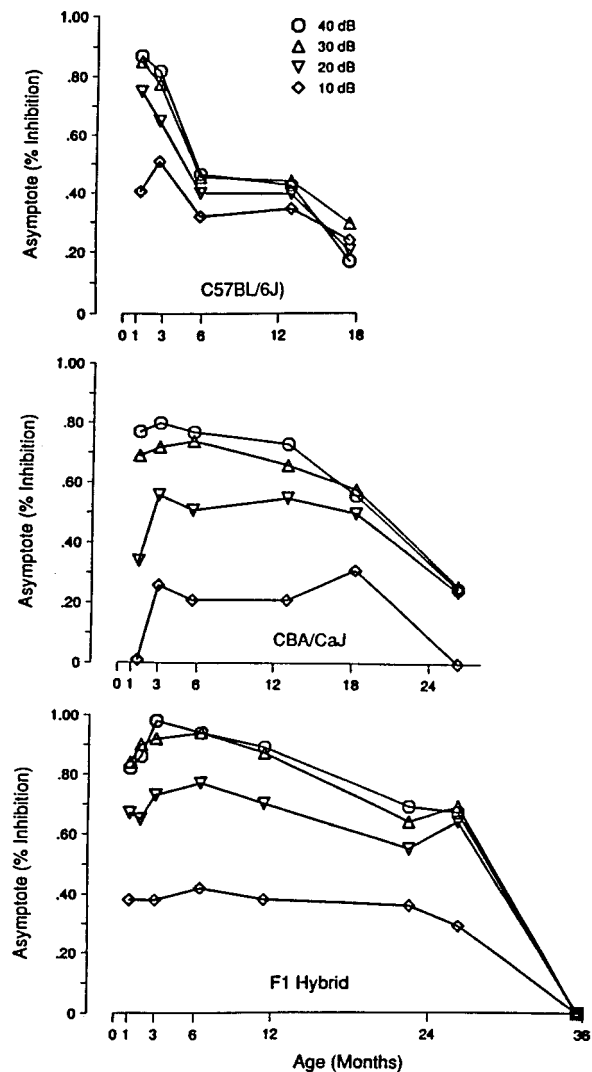 1.00
.80
.60
.40
.20
0
Asymptote (% Inhibition)
40 dB
30 dB
20 dB
10 dB
C57BL/6J)
0 1 3 6 12 18
1.00
.80
.60
.40
.20
0
Asymptote (% Inhibition)
CBA/CaJ
0 1 3 6 12 18 24
1.00
.80
.60
.40
.20
0
Asymptote (% Inhibition)
F1 Hybrid
0 1 3 6 12 24 36
Age (Months)